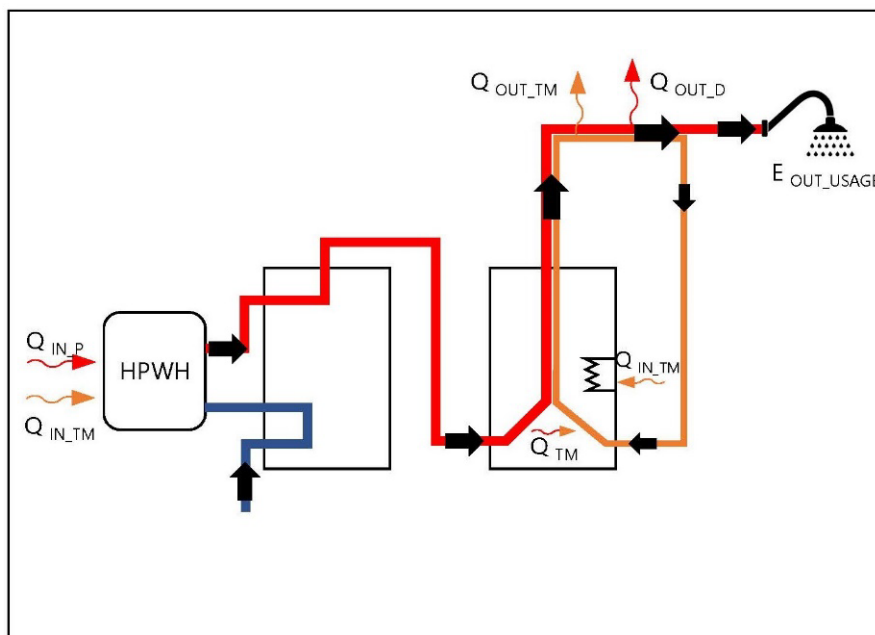 Q OUT_TM
Q OUT_D
E OUT_USAGE
Q IN_P
HPWH
Q IN_TM
Q IN_TM
Q TM